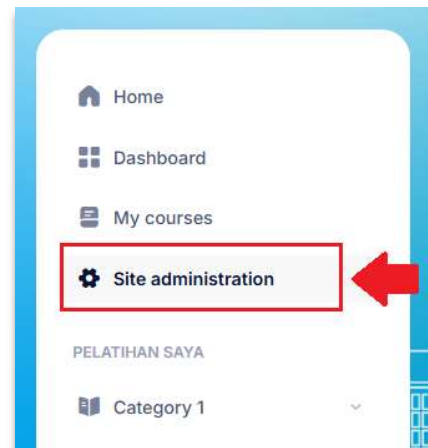 Home
Dashboard
My courses
Site administration
PELATIHAN SAYA
Category 1